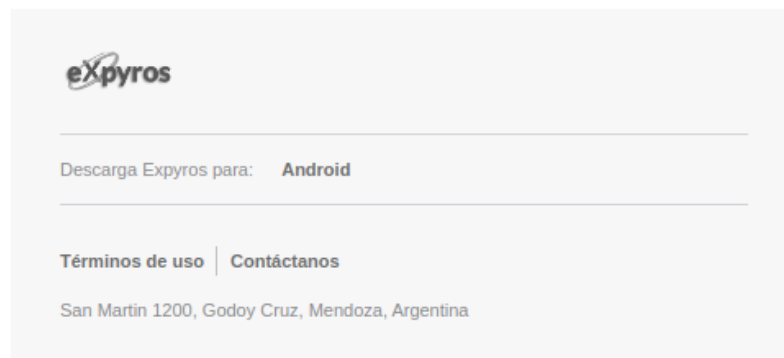 eXpyros
Descarga Expyros para: Android
Términos de uso | Contáctanos
San Martin 1200, Godoy Cruz, Mendoza, Argentina